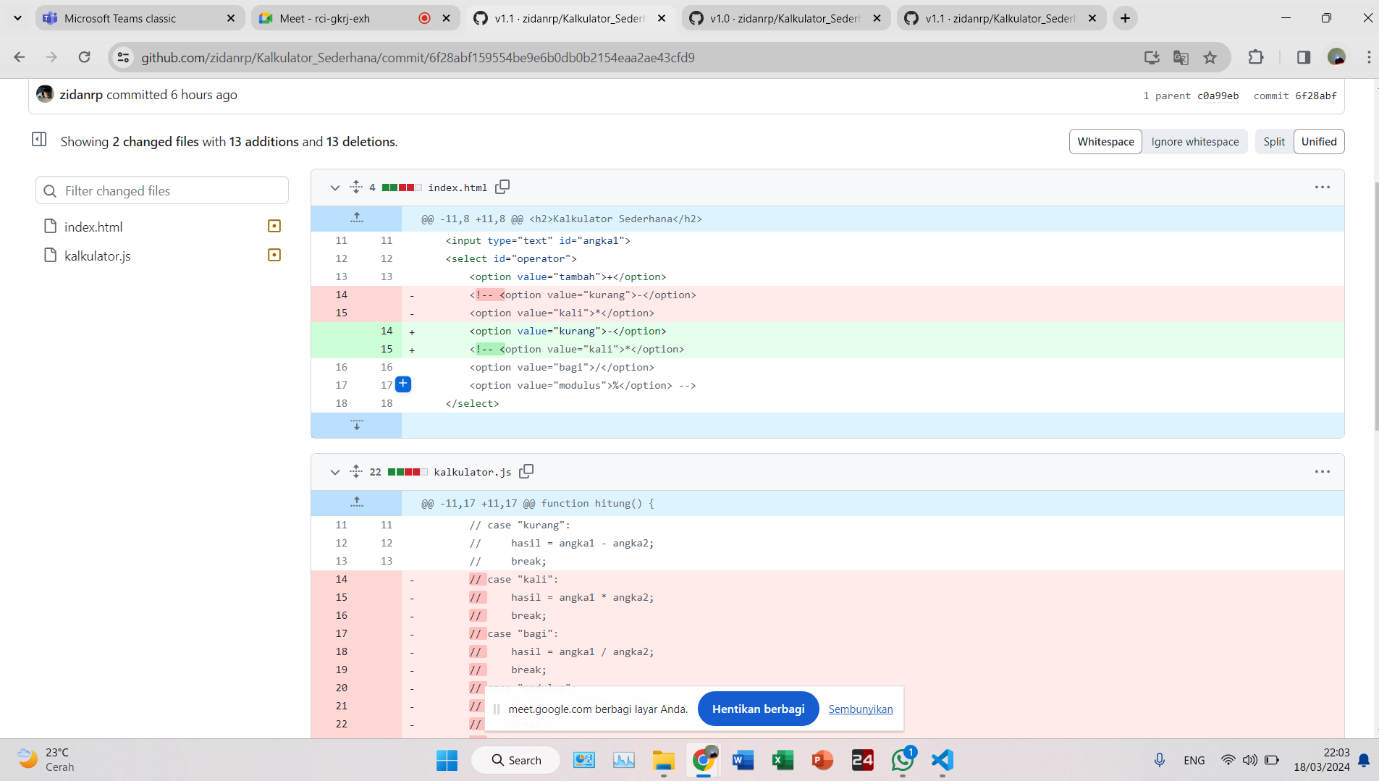 Microsoft Teams classic
Meet - rci-gkrj-exh
v1.1 · zidanrp/Kalkulator_Sederh
v1.0 · zidanrp/Kalkulator_Sederh
v1.1 · zidanrp/Kalkulator_Sederh
github.com/zidanrp/Kalkulator_Sederhana/commit/6f28abf159554be9e6b0db0b2154eaa2ae43cfd9
zidanrp committed 6 hours ago
1 parent c0a99eb commit 6f28abf
Showing 2 changed files with 13 additions and 13 deletions.
Whitespace Ignore whitespace Split Unified
Filter changed files
index.html
kalkulator.js
4 index.html
@@ -11,8 +11,8 @@ <h2>Kalkulator Sederhana</h2>
11 11 <input type="text" id="angka1">
12 12 <select id="operator">
13 13 <option value="tambah">+</option>
14 - <!-- <option value="kurang">-</option>
15 - <option value="kali">*</option>
14 + <option value="kurang">-</option>
15 + <!-- <option value="kali">*</option>
16 16 <option value="bagi">/</option>
17 17 + <option value="modulus">%</option> -->
18 18 </select>
22 kalkulator.js
@@ -11,17 +11,17 @@ function hitung() {
11 11 // case "kurang":
12 12 // hasil = angka1 - angka2;
13 13 // break;
14 - // case "kali":
15 - // hasil = angka1 * angka2;
16 - // break;
17 - // case "bagi":
18 - // hasil = angka1 / angka2;
19 - // break;
20 - //
21 - //
22 - //
meet.google.com berbagi layar Anda. Hentikan berbagi Sembunyikan
23°C
Cerah
Search
24
1
ENG
22:03
18/03/2024